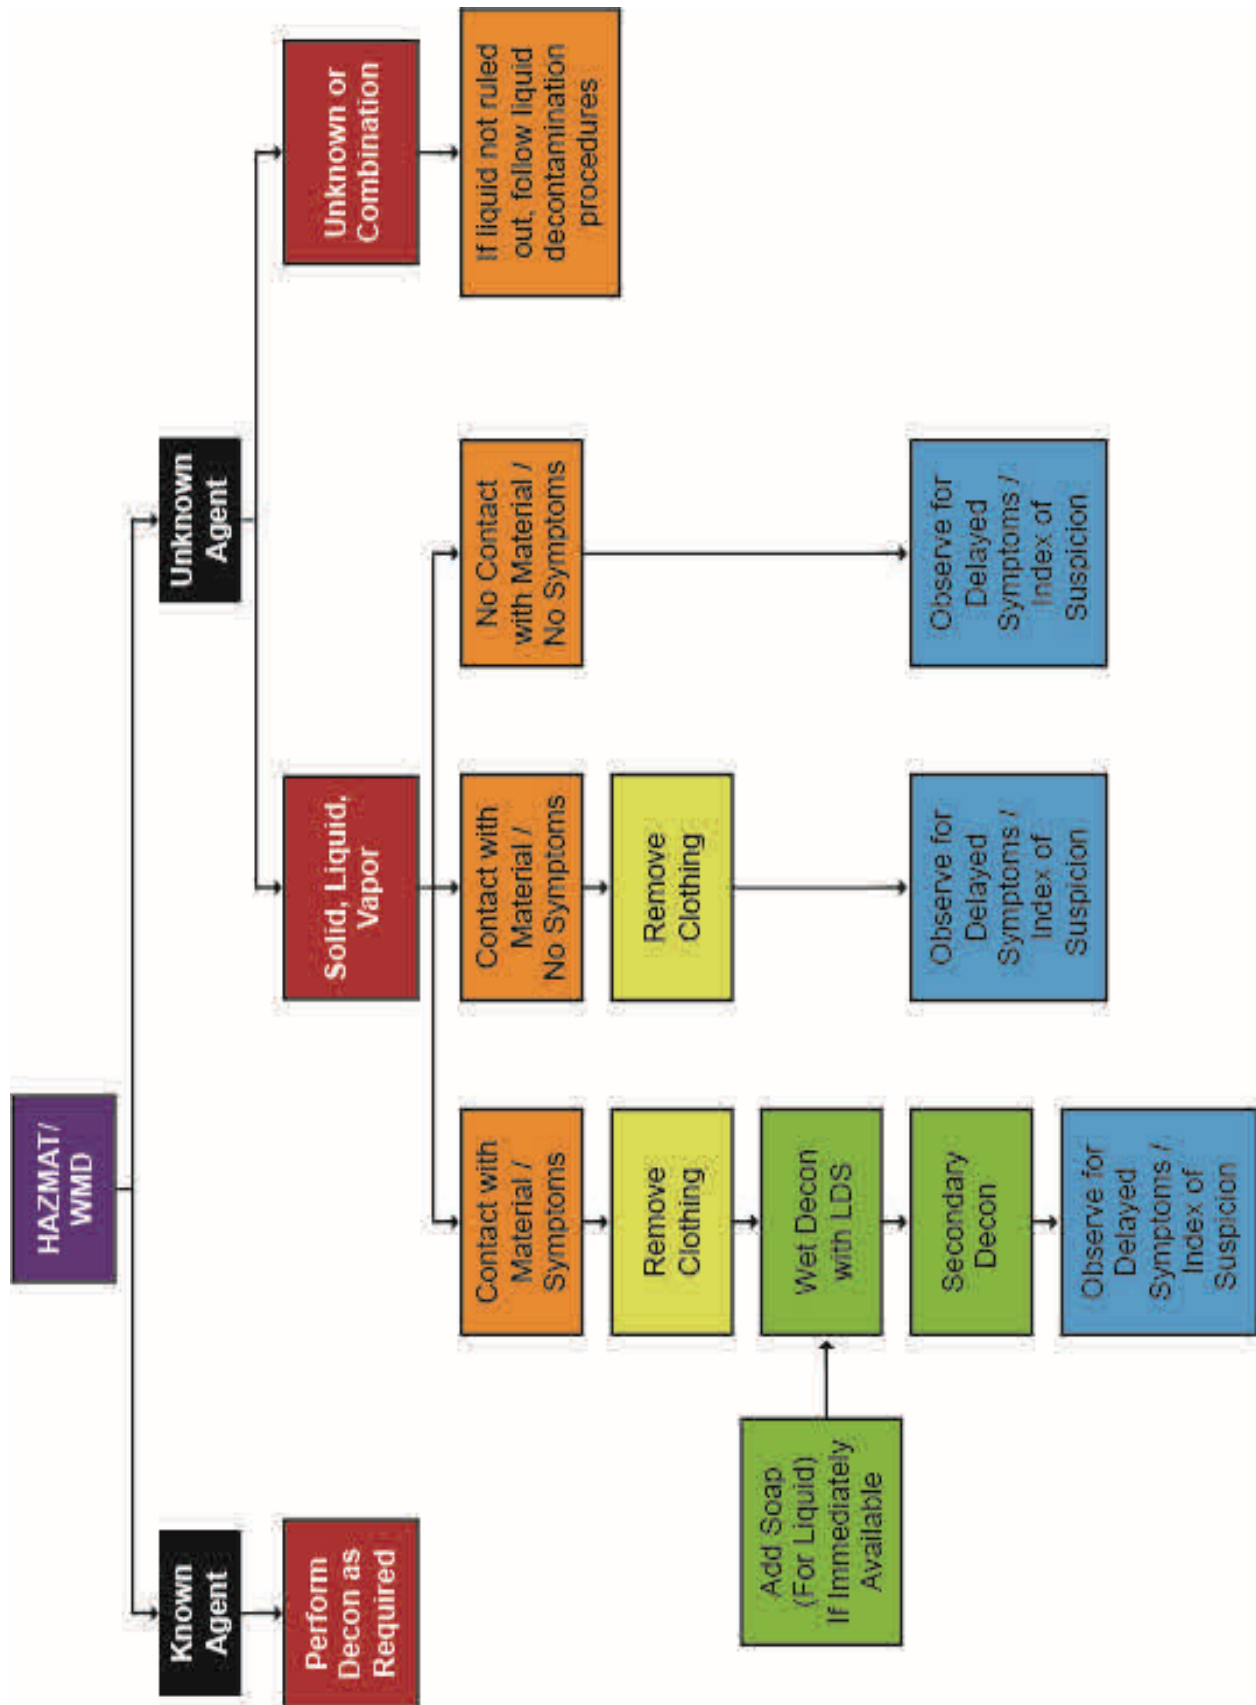 HAZMAT/
WMD
Known
Agent
Unknown
Agent
Perform
Decon as
Required
Solid, Liquid,
Vapor
Unknown or
Combination
Contact with
Material /
Symptoms
Contact with
Material /
No Symptoms
No Contact
with Material /
No Symptoms
If liquid not ruled
out, follow liquid
decontamination
procedures
Remove
Clothing
Remove
Clothing
Add Soap
(For Liquid)
If Immediately
Available
Wet Decon
with LDS
Secondary
Decon
Observe for
Delayed
Symptoms /
Index of
Suspicion
Observe for
Delayed
Symptoms /
Index of
Suspicion
Observe for
Delayed
Symptoms /
Index of
Suspicion